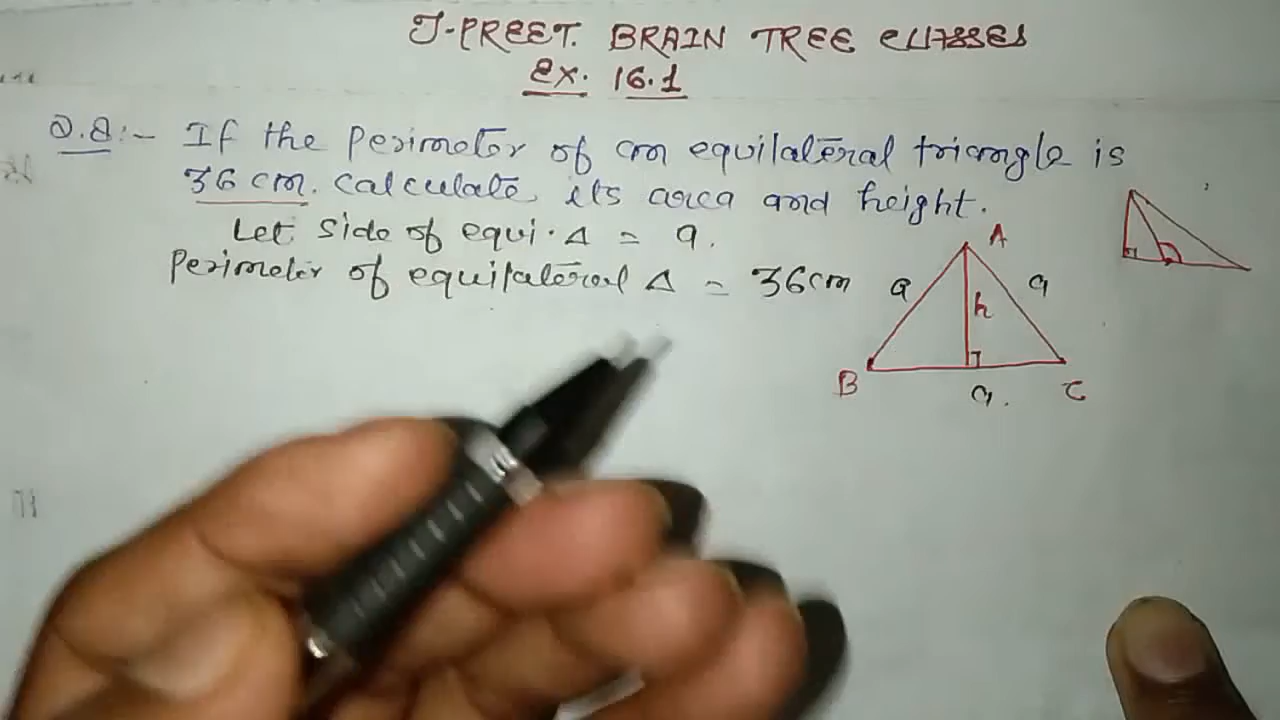 J-PREET. BRAIN TREE CLASSES
Ex. 16.1
Q.8:- If the Perimeter of an equilateral triangle is
36 cm. calculate its area and height.
Let side of equi. Δ = a.
Perimeter of equilateral Δ = 36cm
A
a
a
h
B
a.
C